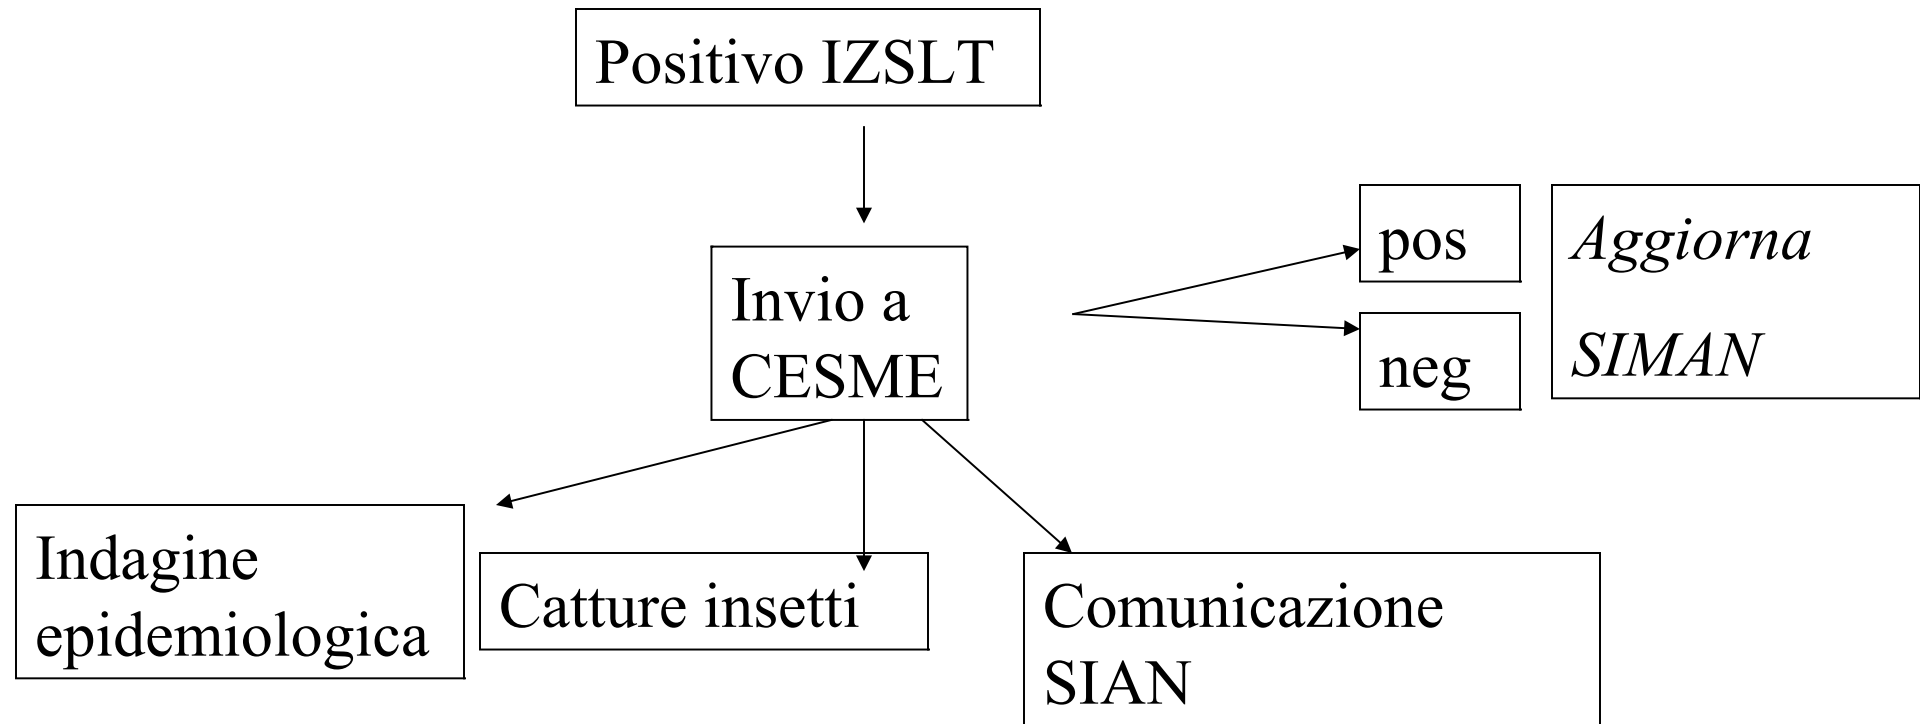 Positivo IZSLT
Invio a
CESME
pos
neg
Aggiorna
SIMAN
Indagine
epidemiologica
Catture insetti
Comunicazione
SIAN